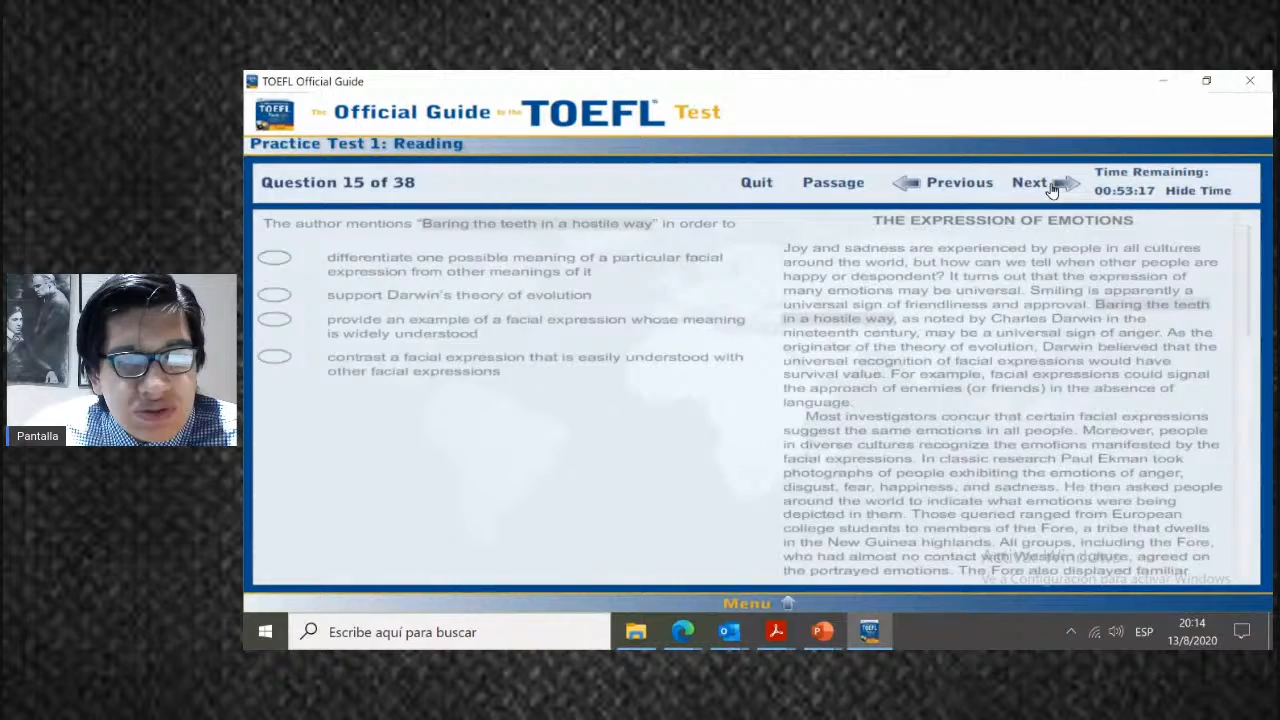 TOEFL Official Guide
The Official Guide to the TOEFL Test
Practice Test 1: Reading
Question 15 of 38
Quit
Passage
Previous
Next
Time Remaining:
00:53:17 Hide Time
The author mentions "Baring the teeth in a hostile way" in order to
differentiate one possible meaning of a particular facial
expression from other meanings of it
support Darwin's theory of evolution
provide an example of a facial expression whose meaning
is widely understood
contrast a facial expression that is easily understood with
other facial expressions
THE EXPRESSION OF EMOTIONS
Joy and sadness are experienced by people in all cultures
around the world, but how can we tell when other people are
happy or despondent? It turns out that the expression of
many emotions may be universal. Smiling is apparently a
universal sign of friendliness and approval. Baring the teeth
in a hostile way, as noted by Charles Darwin in the
nineteenth century, may be a universal sign of anger. As the
originator of the theory of evolution, Darwin believed that the
universal recognition of facial expressions would have
survival value. For example, facial expressions could signal
the approach of enemies (or friends) in the absence of
language.
Most investigators concur that certain facial expressions
suggest the same emotions in all people. Moreover, people
in diverse cultures recognize the emotions manifested by the
facial expressions. In classic research Paul Ekman took
photographs of people exhibiting the emotions of anger,
disgust, fear, happiness, and sadness. He then asked people
around the world to indicate what emotions were being
depicted in them. Those queried ranged from European
college students to members of the Fore, a tribe that dwells
in the New Guinea highlands. All groups, including the Fore,
who had almost no contact with Western culture, agreed on
the portrayed emotions. The Fore also displayed familiar
Activar Windows
Ve a Configuración para activar Windows.
Menu
Pantalla
Escribe aquí para buscar
ESP
20:14
13/8/2020